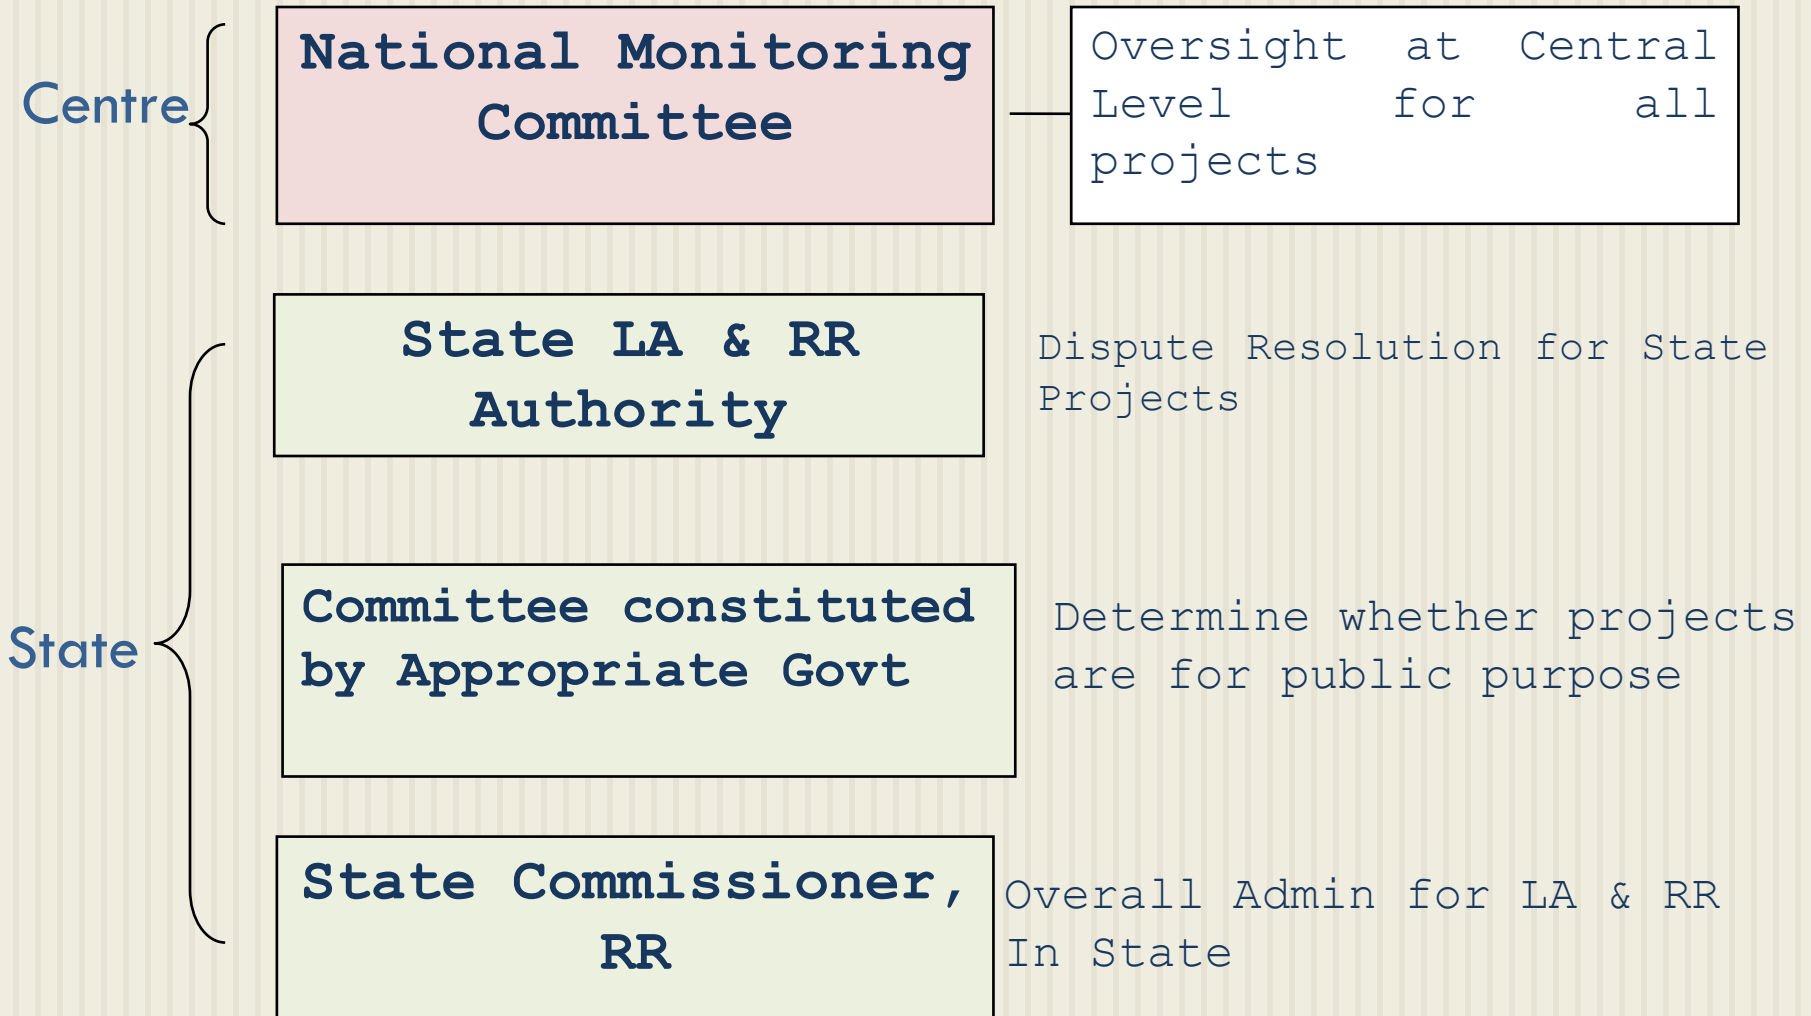 Centre
National Monitoring
Committee
Oversight at Central
Level for all
projects
State
State LA & RR
Authority
Dispute Resolution for State
Projects
Committee constituted
by Appropriate Govt
Determine whether projects
are for public purpose
State Commissioner,
RR
Overall Admin for LA & RR
In State